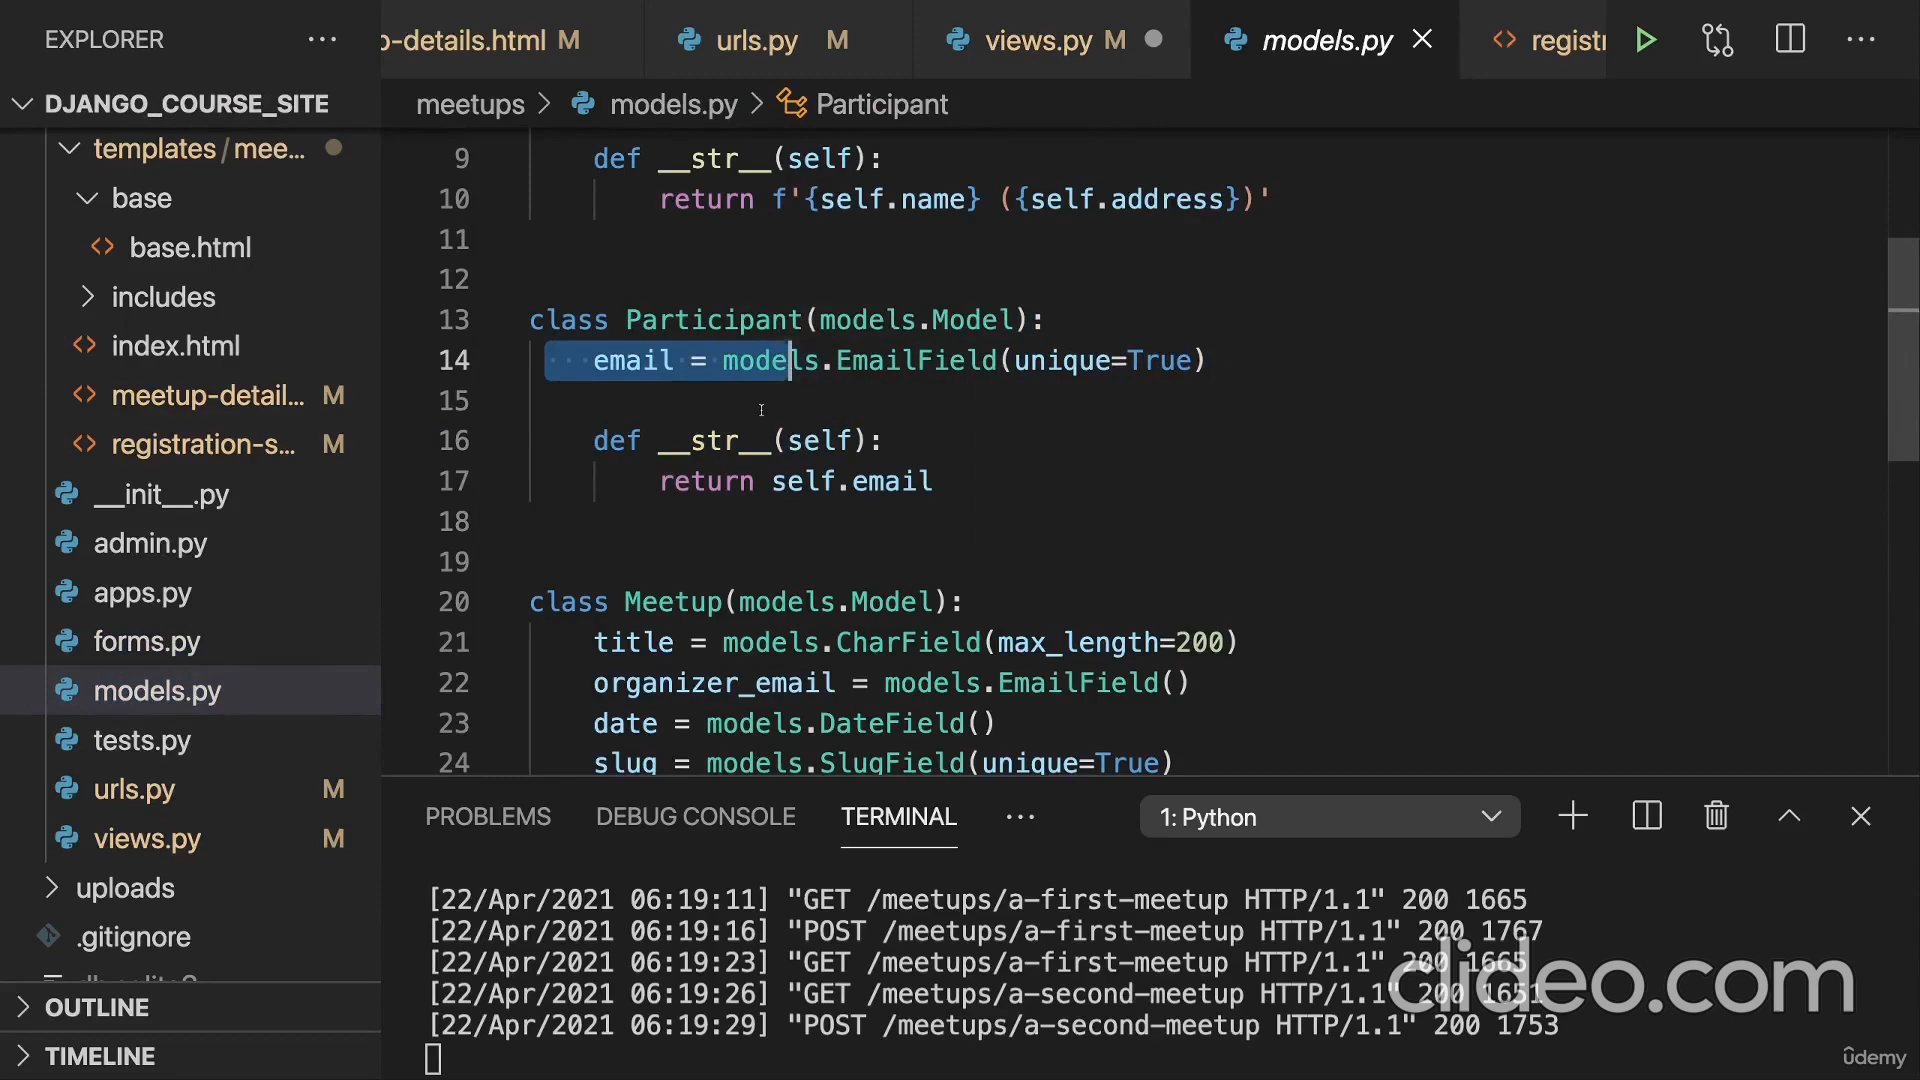 EXPLORER
DJANGO_COURSE_SITE
templates/mee...
base
base.html
includes
index.html
meetup-detail... M
registration-s... M
__init__.py
admin.py
apps.py
forms.py
models.py
tests.py
urls.py M
views.py M
uploads
.gitignore
OUTLINE
TIMELINE
p-details.html M urls.py M views.py M models.py registr
meetups > models.py > Participant
9 def __str__(self):
10 return f'{self.name} ({self.address})'
11
12
13 class Participant(models.Model):
14 email = models.EmailField(unique=True)
15
16 def __str__(self):
17 return self.email
18
19
20 class Meetup(models.Model):
21 title = models.CharField(max_length=200)
22 organizer_email = models.EmailField()
23 date = models.DateField()
24 slug = models.SlugField(unique=True)
PROBLEMS DEBUG CONSOLE TERMINAL 1: Python
[22/Apr/2021 06:19:11] "GET /meetups/a-first-meetup HTTP/1.1" 200 1665
[22/Apr/2021 06:19:16] "POST /meetups/a-first-meetup HTTP/1.1" 200 1767
[22/Apr/2021 06:19:23] "GET /meetups/a-first-meetup HTTP/1.1" 200 1665
[22/Apr/2021 06:19:26] "GET /meetups/a-second-meetup HTTP/1.1" 200 1651
[22/Apr/2021 06:19:29] "POST /meetups/a-second-meetup HTTP/1.1" 200 1753
clideo.com
ûdemy